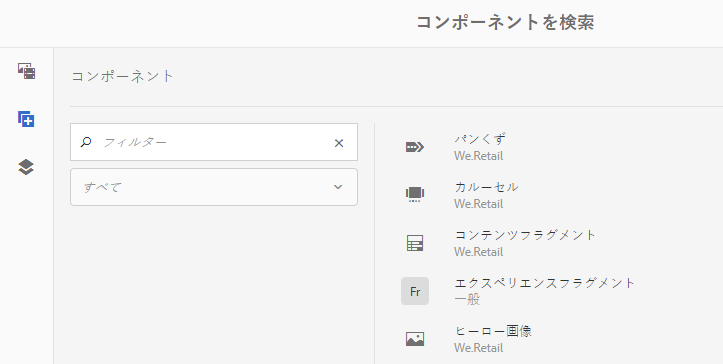 コンポーネントを検索
コンポーネント
フィルター
すべて
パンくず
We.Retail
カルーセル
We.Retail
コンテンツフラグメント
We.Retail
Fr
エクスペリエンスフラグメント
一般
ヒーロー画像
We.Retail